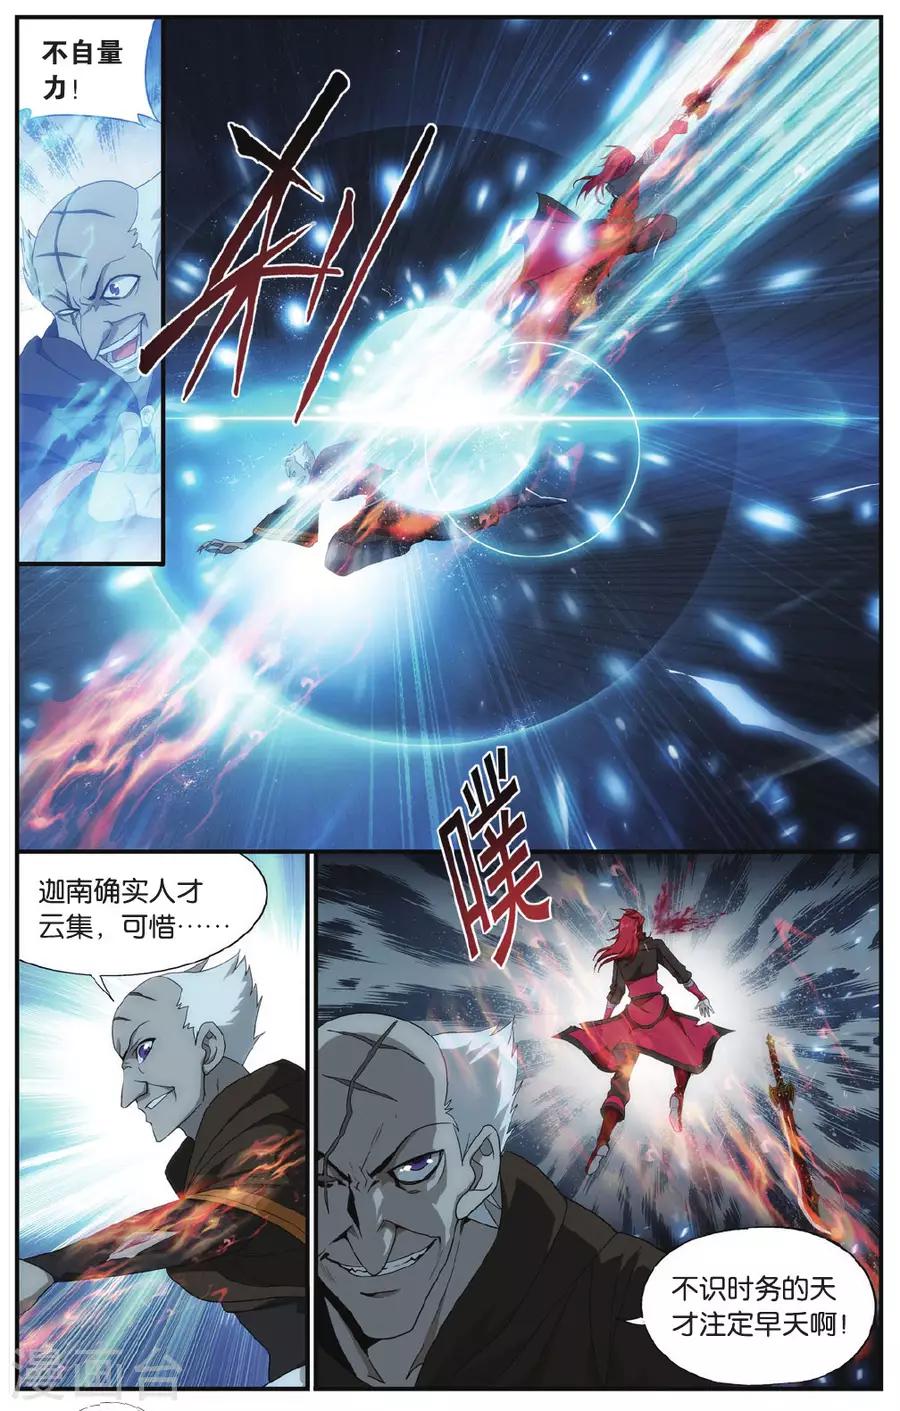 不自量
力！
刹
噗
迦南确实人才
云集，可惜……
不识时务的天
才注定早夭啊！
漫画台